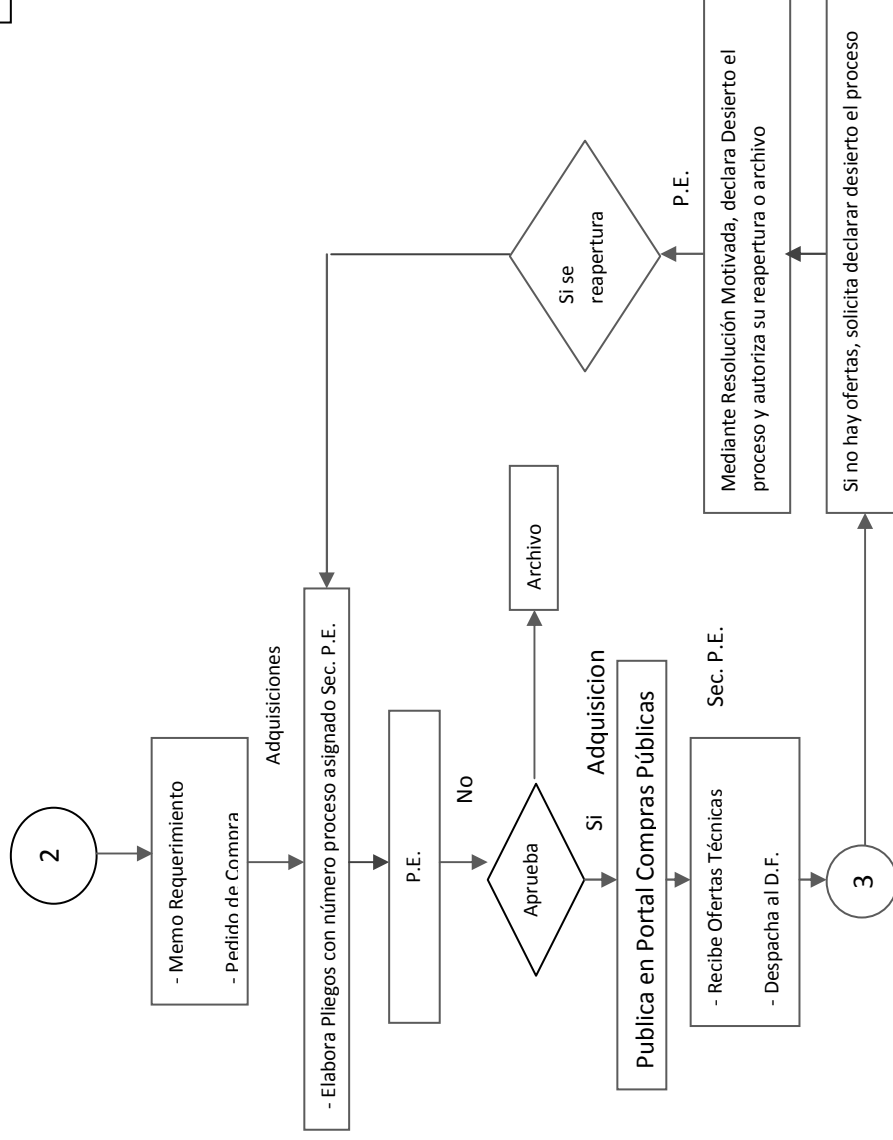 2
- Memo Requerimiento
- Pedido de Compra
Adquisiciones
- Elabora Pliegos con número proceso asignado Sec. P.E.
P.E.
No
Aprueba
Archivo
Si
Adquisicion
Publica en Portal Compras Públicas
Sec. P.E.
- Recibe Ofertas Técnicas
- Despacha al D.F.
3
Si no hay ofertas, solicita declarar desierto el proceso
Mediante Resolución Motivada, declara Desierto el
proceso y autoriza su reapertura o archivo
P.E.
Si se
reapertura